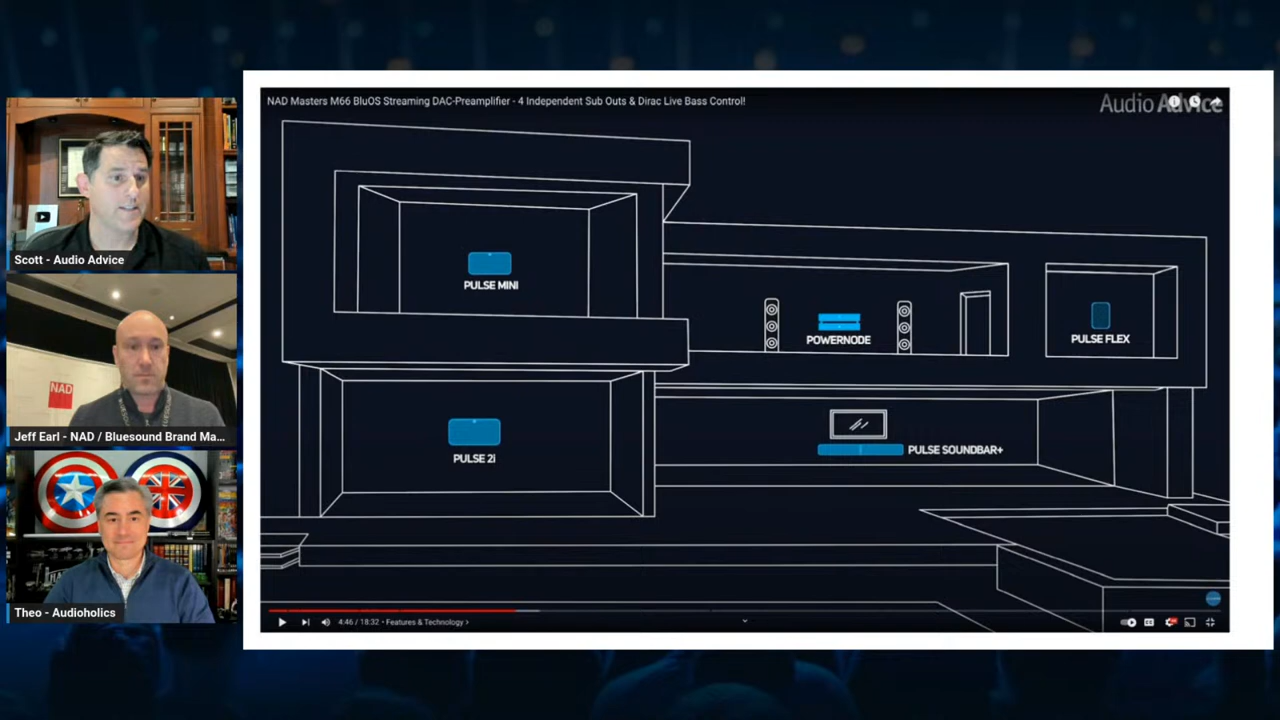 NAD Masters M66 BluOS Streaming DAC-Preamplifier - 4 Independent Sub Outs & Dirac Live Bass Control!
Audio Advice
PULSE MINI
POWERNODE
PULSE FLEX
PULSE 2i
PULSE SOUNDBAR+
4:46 / 18:32 • Features & Technology >
Scott - Audio Advice
NAD
Jeff Earl - NAD / Bluesound Brand Ma...
Theo - Audioholics